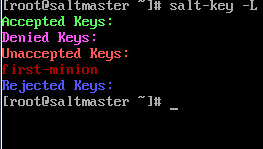 [root@saltmaster ~]# salt-key -L
Accepted Keys:
Denied Keys:
Unaccepted Keys:
first-minion
Rejected Keys:
[root@saltmaster ~]# _